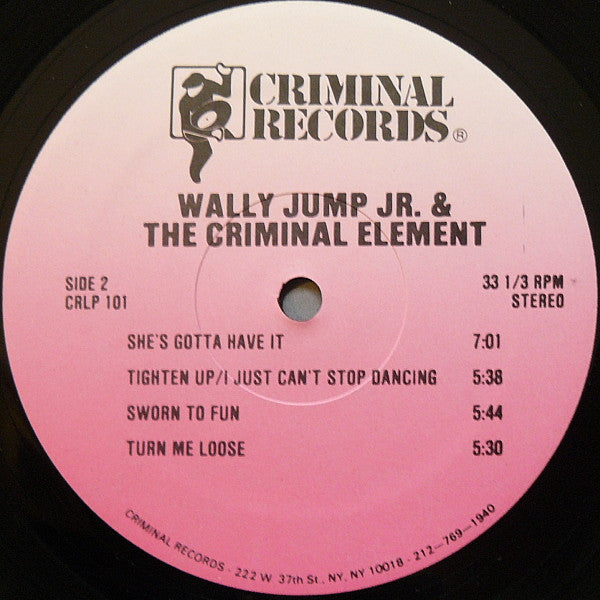 CRIMINAL
RECORDS®
WALLY JUMP JR. &
THE CRIMINAL ELEMENT
SIDE 2
CRLP 101
33 1/3 RPM
STEREO
SHE'S GOTTA HAVE IT 7:01
TIGHTEN UP/I JUST CAN'T STOP DANCING 5:38
SWORN TO FUN 5:44
TURN ME LOOSE 5:30
CRIMINAL RECORDS - 222 W. 37th St., NY, NY 10018 - 212-769-1940